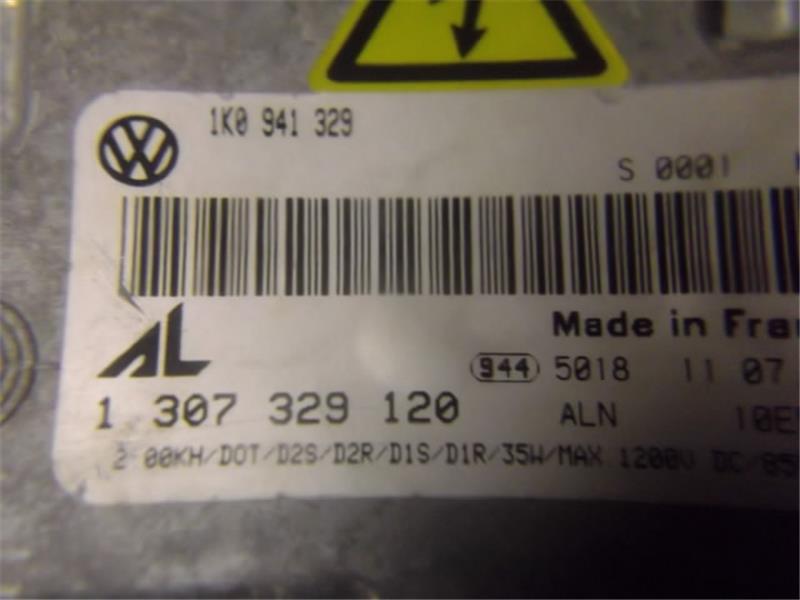 1K0 941 329
S 0001
AL
Made in Fra
944 5018 11 07
1 307 329 120 ALN
2 00KH/DOT/D2S/D2R/D1S/D1R/35W/MAX 1200V DC/85